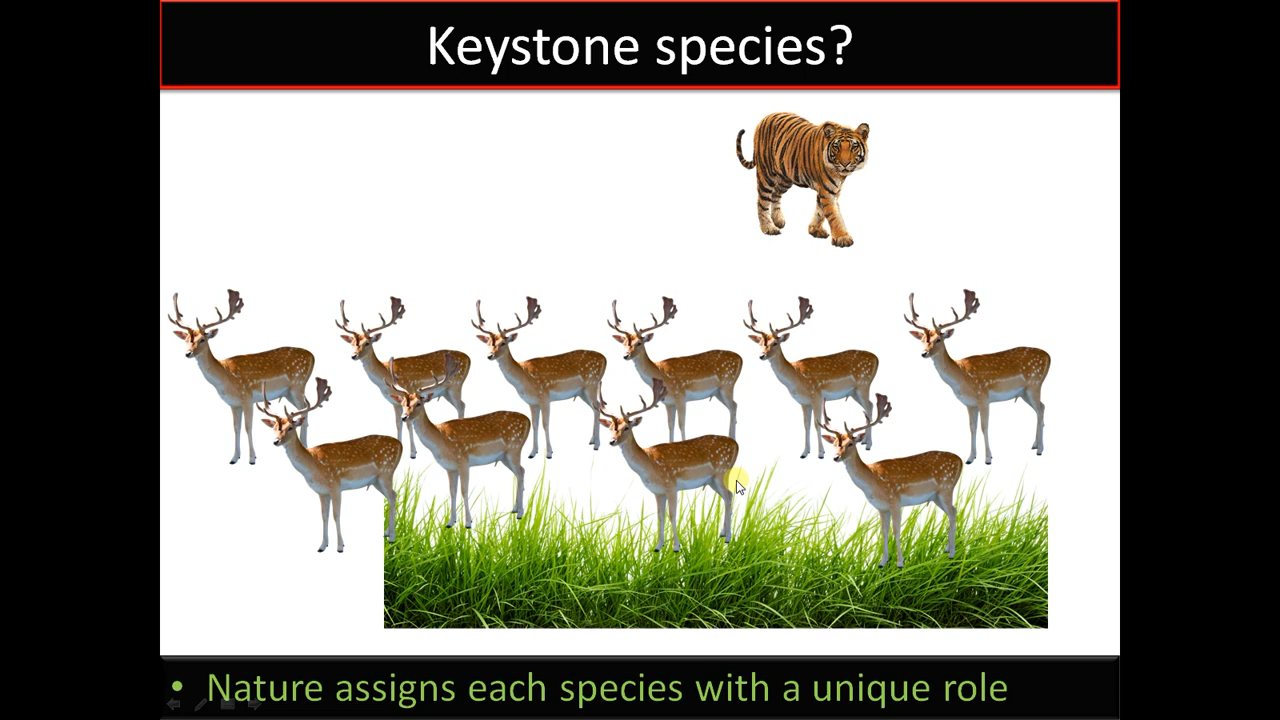 Keystone species?
• Nature assigns each species with a unique role